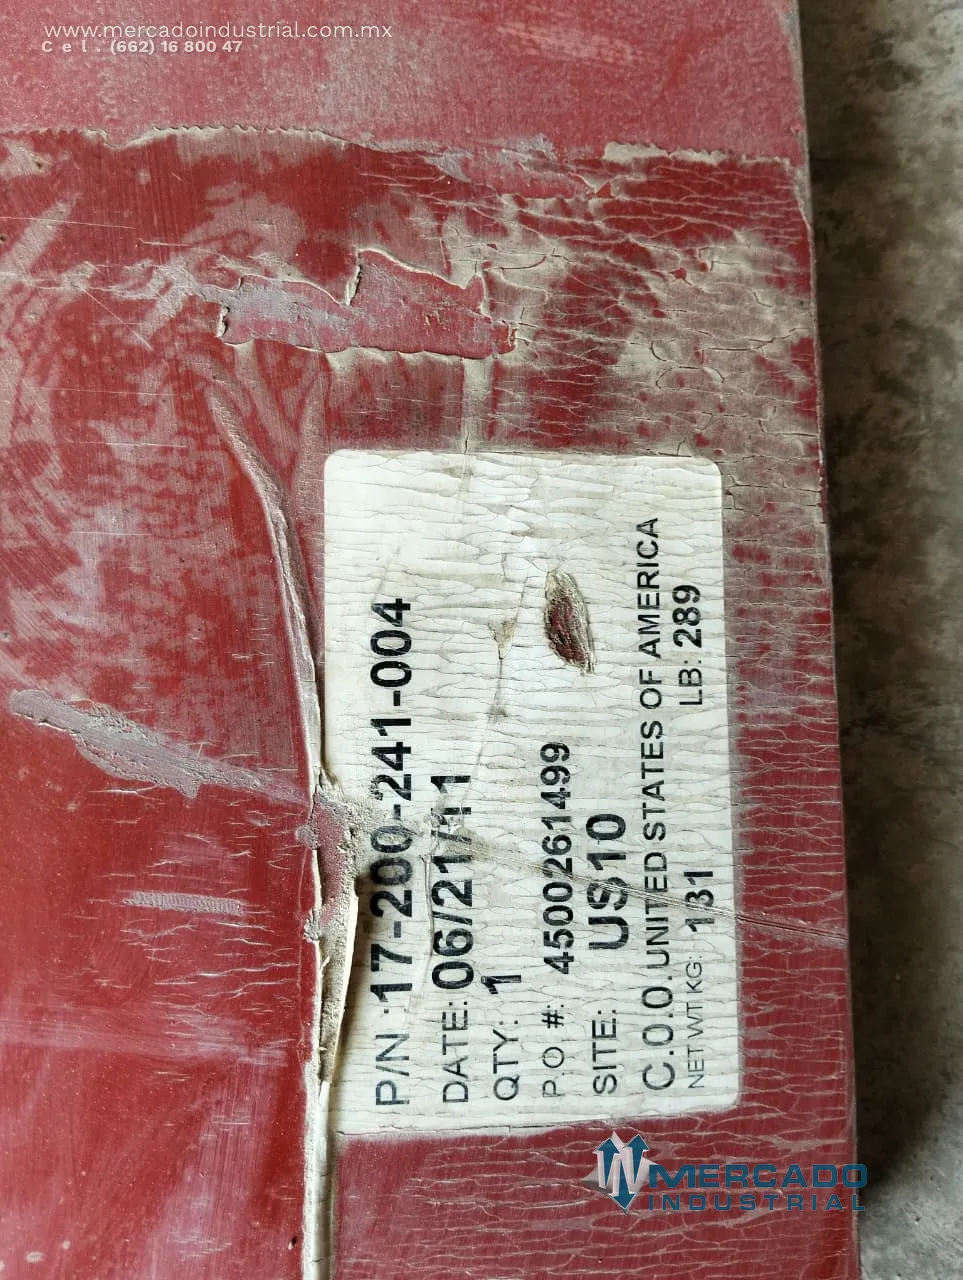 www.mercadoindustrial.com.mx
Cel. (662) 16 800 47
P/N :17-200-241-004
DATE: 06/21/11
QTY: 1
P.O #: 4500261499
SITE: US10
C.O.O. UNITED STATES OF AMERICA
NET WT KG: 131 LB: 289
MERCADO
INDUSTRIAL